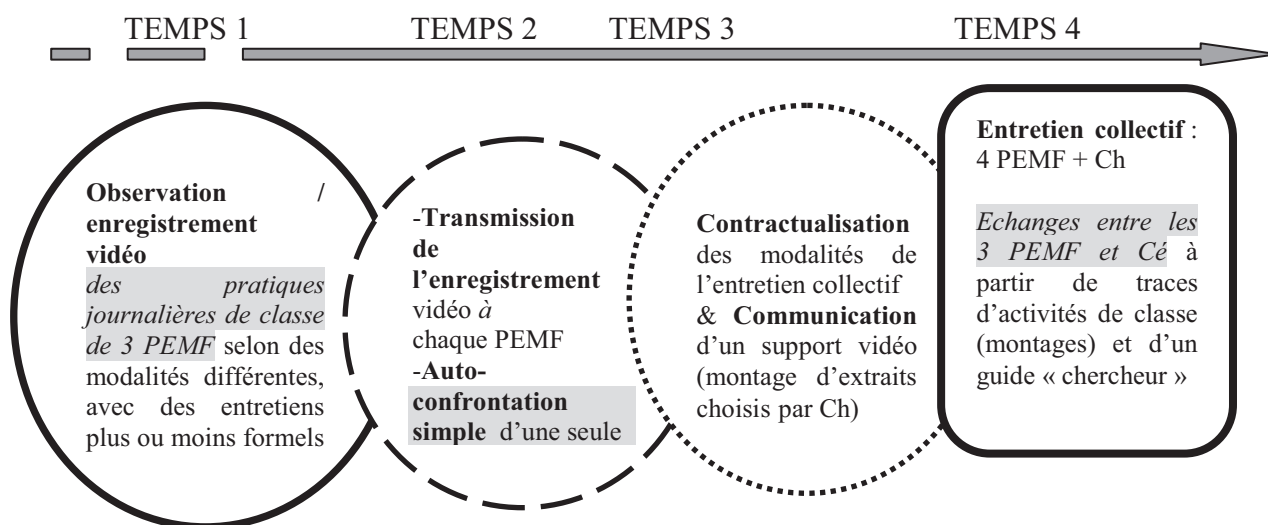 TEMPS 1 TEMPS 2 TEMPS 3 TEMPS 4
Observation /
enregistrement
vidéo
des pratiques
journalières de classe
de 3 PEMF selon des
modalités différentes,
avec des entretiens
plus ou moins formels
-Transmission
de
l’enregistrement
vidéo à
chaque PEMF
-Auto-
confrontation
simple d’une seule
Contractualisation
des modalités de
l’entretien collectif
& Communication
d’un support vidéo
(montage d’extraits
choisis par Ch)
Entretien collectif :
4 PEMF + Ch
Echanges entre les
3 PEMF et Cé à
partir de traces
d’activités de classe
(montages) et d’un
guide « chercheur »